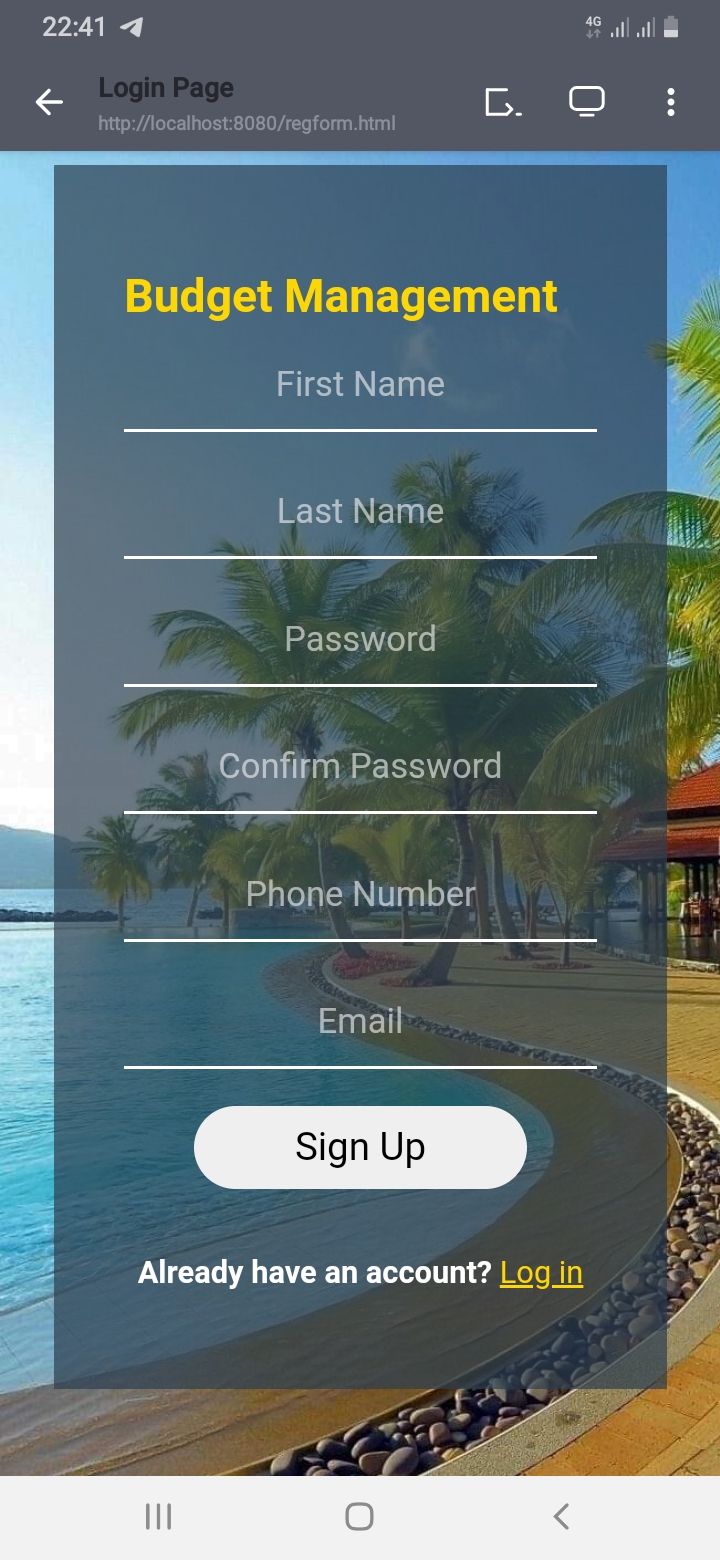 22:41
4G
Login Page
http://localhost:8080/regform.html
Budget Management
First Name
Last Name
Password
Confirm Password
Phone Number
Email
Sign Up
Already have an account? Log in